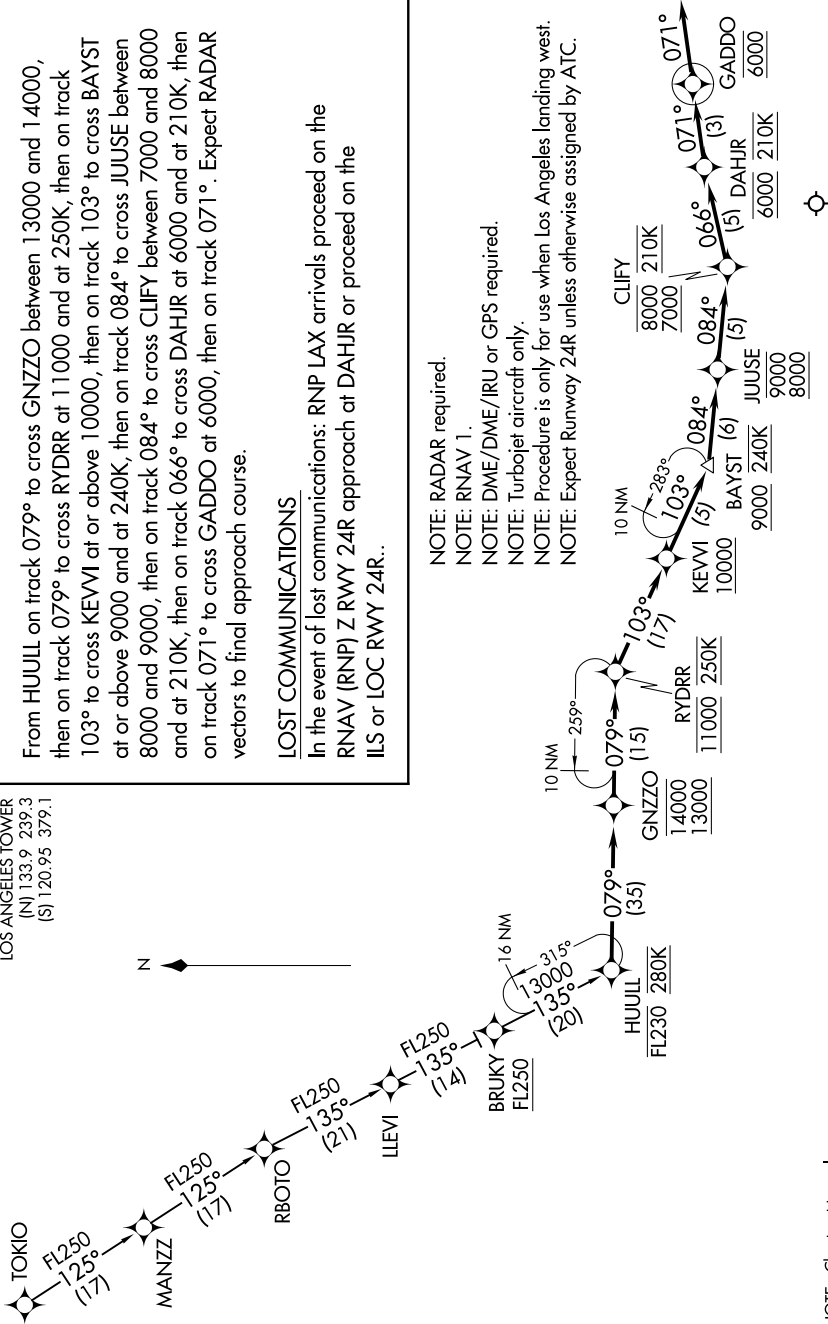 LOS ANGELES TOWER
(N) 133.9 239.3
(S) 120.95 379.1
From HUULL on track 079° to cross GNZZO between 13000 and 14000,
then on track 079° to cross RYDRR at 11000 and at 250K, then on track
103° to cross KEVVI at or above 10000, then on track 103° to cross BAYST
at or above 9000 and at 240K, then on track 084° to cross JUUSE between
8000 and 9000, then on track 084° to cross CLIFY between 7000 and 8000
and at 210K, then on track 066° to cross DAHJR at 6000 and at 210K, then
on track 071° to cross GADDO at 6000, then on track 071°. Expect RADAR
vectors to final approach course.
LOST COMMUNICATIONS
In the event of lost communications: RNP LAX arrivals proceed on the
RNAV (RNP) Z RWY 24R approach at DAHJR or proceed on the
ILS or LOC RWY 24R..
NOTE: RADAR required.
NOTE: RNAV 1.
NOTE: DME/DME/IRU or GPS required.
NOTE: Turbojet aircraft only.
NOTE: Procedure is only for use when Los Angeles landing west.
NOTE: Expect Runway 24R unless otherwise assigned by ATC.
N
TOKIO
FL250
125°
(17)
MANZZ
FL250
125°
(17)
RBOTO
FL250
135°
(21)
LLEVI
FL250
135°
(14)
BRUKY
FL250
16 NM
315°
13000
135°
(20)
HUULL
FL230 280K
079°
(35)
GNZZO
14000
13000
10 NM
259°
079°
(15)
RYDRR
11000 250K
103°
(17)
KEVVI
10000
10 NM
283°
103°
(5)
BAYST
9000 240K
084°
(6)
JUUSE
9000
8000
084°
(5)
CLIFY
8000 210K
7000
066°
(5)
DAHJR
6000 210K
071°
(3)
GADDO
6000
071°